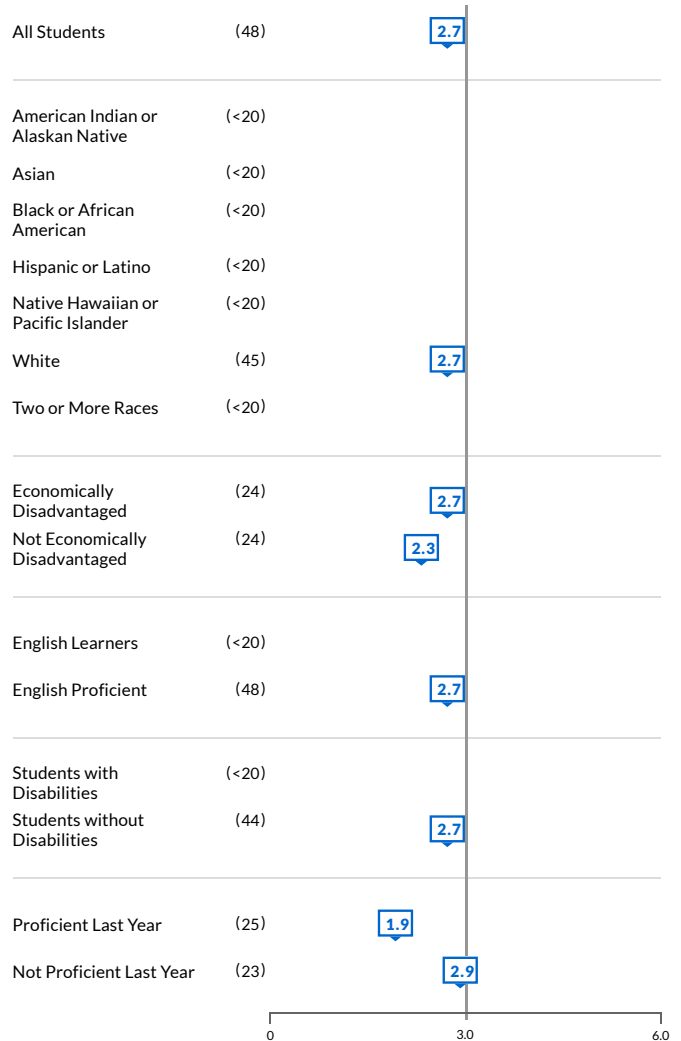 All Students (48) 2.7
American Indian or (<20)
Alaskan Native
Asian (<20)
Black or African (<20)
American
Hispanic or Latino (<20)
Native Hawaiian or (<20)
Pacific Islander
White (45) 2.7
Two or More Races (<20)
Economically (24) 2.7
Disadvantaged
Not Economically (24) 2.3
Disadvantaged
English Learners (<20)
English Proficient (48) 2.7
Students with (<20)
Disabilities
Students without (44) 2.7
Disabilities
Proficient Last Year (25) 1.9
Not Proficient Last Year (23) 2.9
0 3.0 6.0